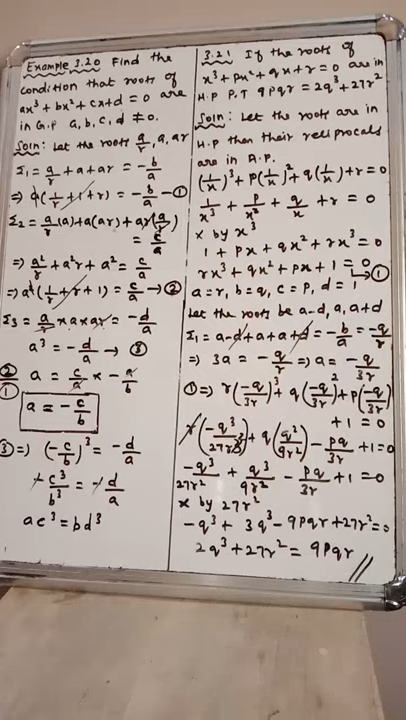 Example 3.20 Find the
condition that roots of
ax³ + bx² + cx + d = 0 are
in G.P a, b, c, d ≠ 0.
Soln: Let the roots a/r, a, ar
Σ₁ = a/r + a + ar = -b/a
⇒ a(1/r + 1 + r) = -b/a → ①
Σ₂ = a/r(a) + a(ar) + ar(a/r)
= c/a
⇒ a²/r + a²r + a² = c/a
⇒ a²(1/r + r + 1) = c/a → ②
Σ₃ = a/r × a × ar = -d/a
a³ = -d/a → ③
②/① a = c/a × -a/b
a = -c/b
③ ⇒ (-c/b)³ = -d/a
-c³/b³ = -d/a
ac³ = bd³
3.21 If the roots of
x³ + px² + qx + r = 0 are in
H.P P.T 9pqr = 2q³ + 27r²
Soln: Let the roots are in
H.P then their reciprocals
are in A.P.
(1/x)³ + p(1/x)² + q(1/x) + r = 0
1/x³ + p/x² + q/x + r = 0
× by x³
1 + px + qx² + rx³ = 0
rx³ + qx² + px + 1 = 0 → ①
a = r, b = q, c = p, d = 1
Let the roots be a-d, a, a+d
Σ₁ = a-d + a + a+d = -b/a = -q/r
⇒ 3a = -q/r ⇒ a = -q/3r
① ⇒ r(-q/3r)³ + q(-q/3r)² + p(-q/3r)
+ 1 = 0
r(-q³/27r³) + q(q²/9r²) - pq/3r + 1 = 0
-q³/27r² + q³/9r² - pq/3r + 1 = 0
× by 27r²
-q³ + 3q³ - 9pqr + 27r² = 0
2q³ + 27r² = 9pqr //